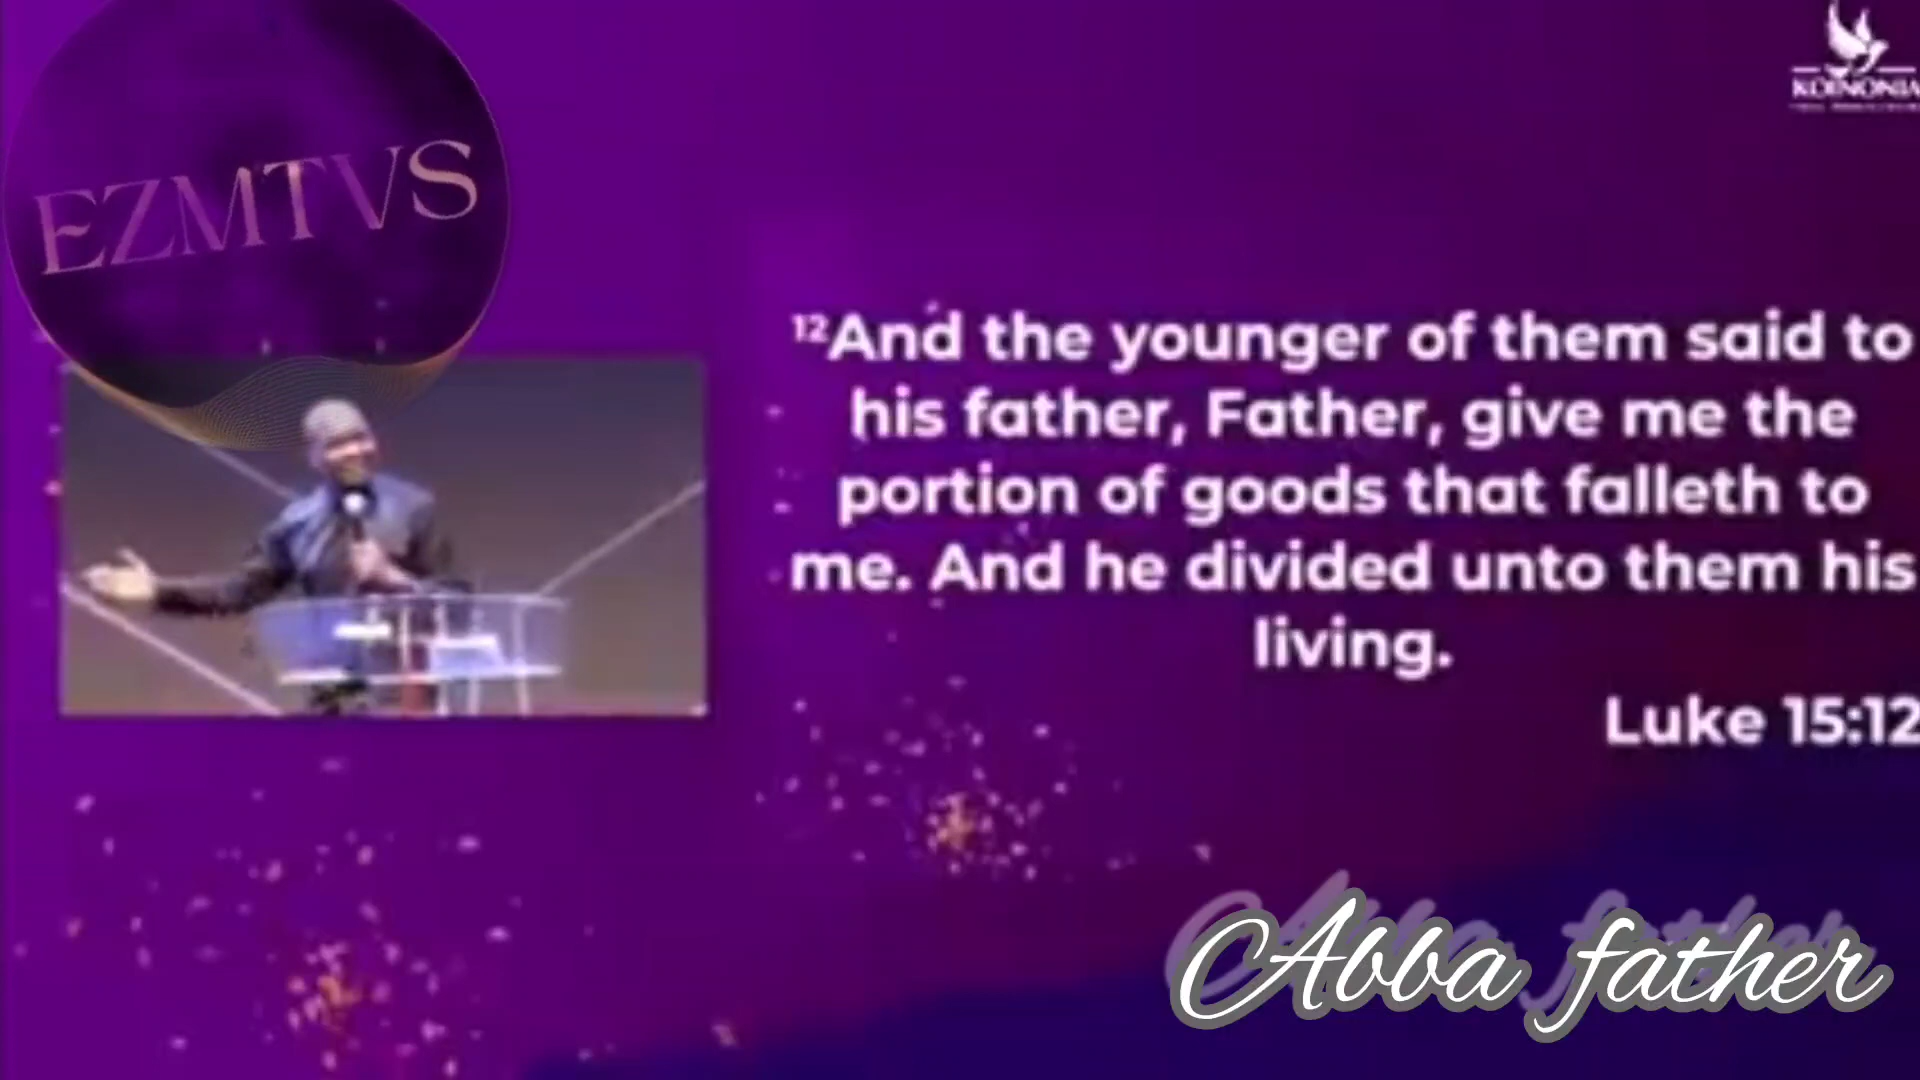 EZMTVS
KOINONIA
¹²And the younger of them said to
his father, Father, give me the
portion of goods that falleth to
me. And he divided unto them his
living.
Luke 15:12
Abba father